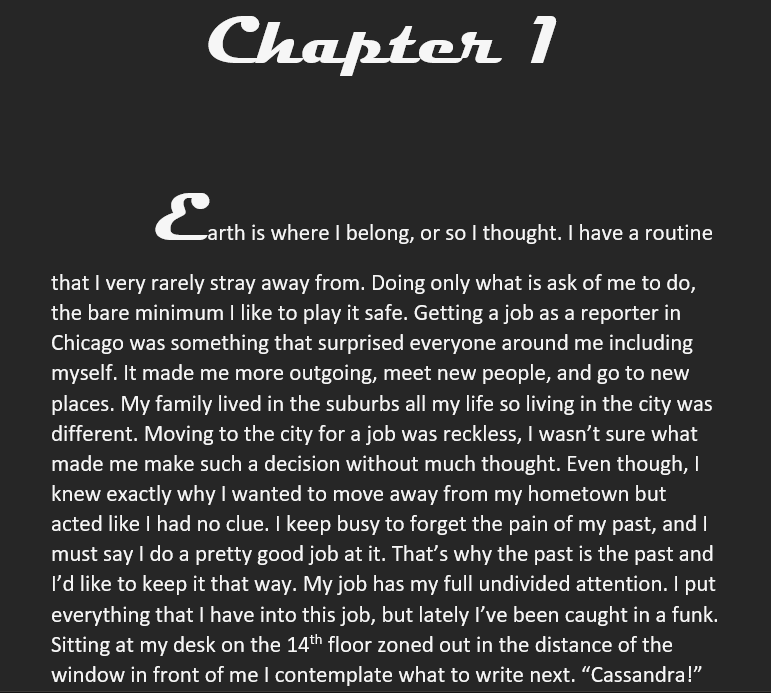 Chapter 1
Earth is where I belong, or so I thought. I have a routine
that I very rarely stray away from. Doing only what is ask of me to do,
the bare minimum I like to play it safe. Getting a job as a reporter in
Chicago was something that surprised everyone around me including
myself. It made me more outgoing, meet new people, and go to new
places. My family lived in the suburbs all my life so living in the city was
different. Moving to the city for a job was reckless, I wasn’t sure what
made me make such a decision without much thought. Even though, I
knew exactly why I wanted to move away from my hometown but
acted like I had no clue. I keep busy to forget the pain of my past, and I
must say I do a pretty good job at it. That’s why the past is the past and
I’d like to keep it that way. My job has my full undivided attention. I put
everything that I have into this job, but lately I’ve been caught in a funk.
Sitting at my desk on the 14th floor zoned out in the distance of the
window in front of me I contemplate what to write next. “Cassandra!”